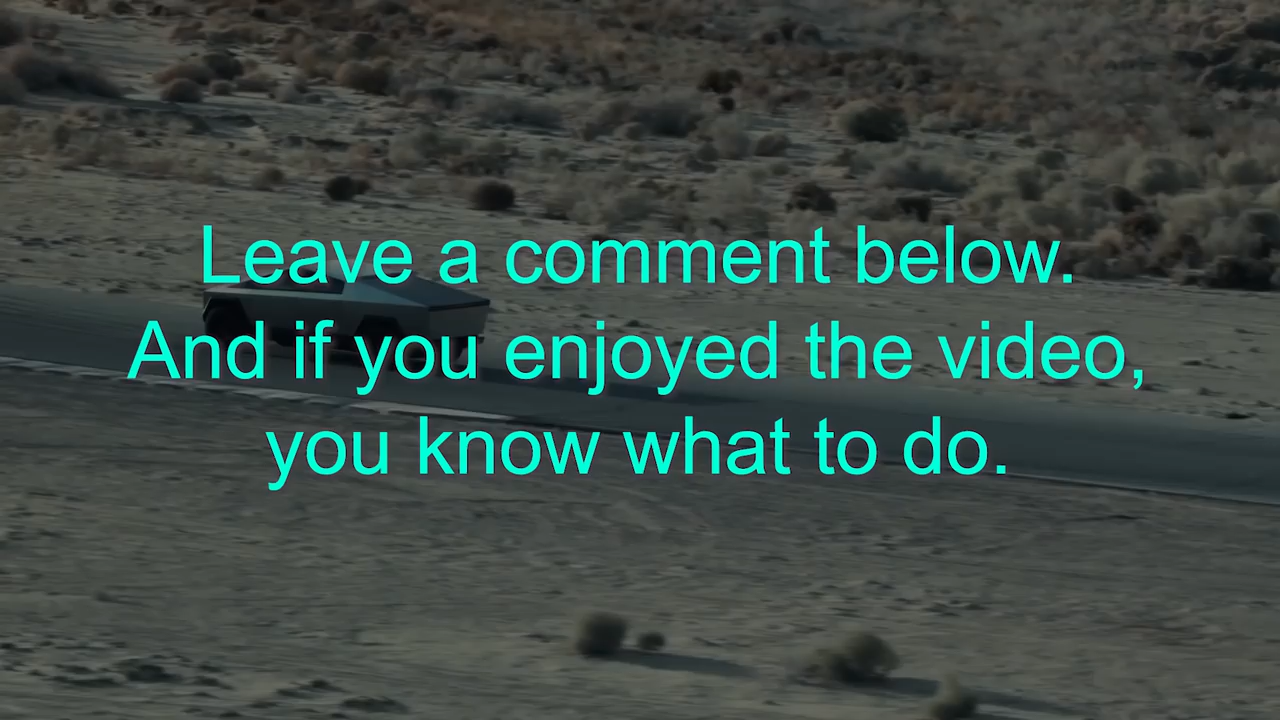 Leave a comment below.
And if you enjoyed the video,
you know what to do.